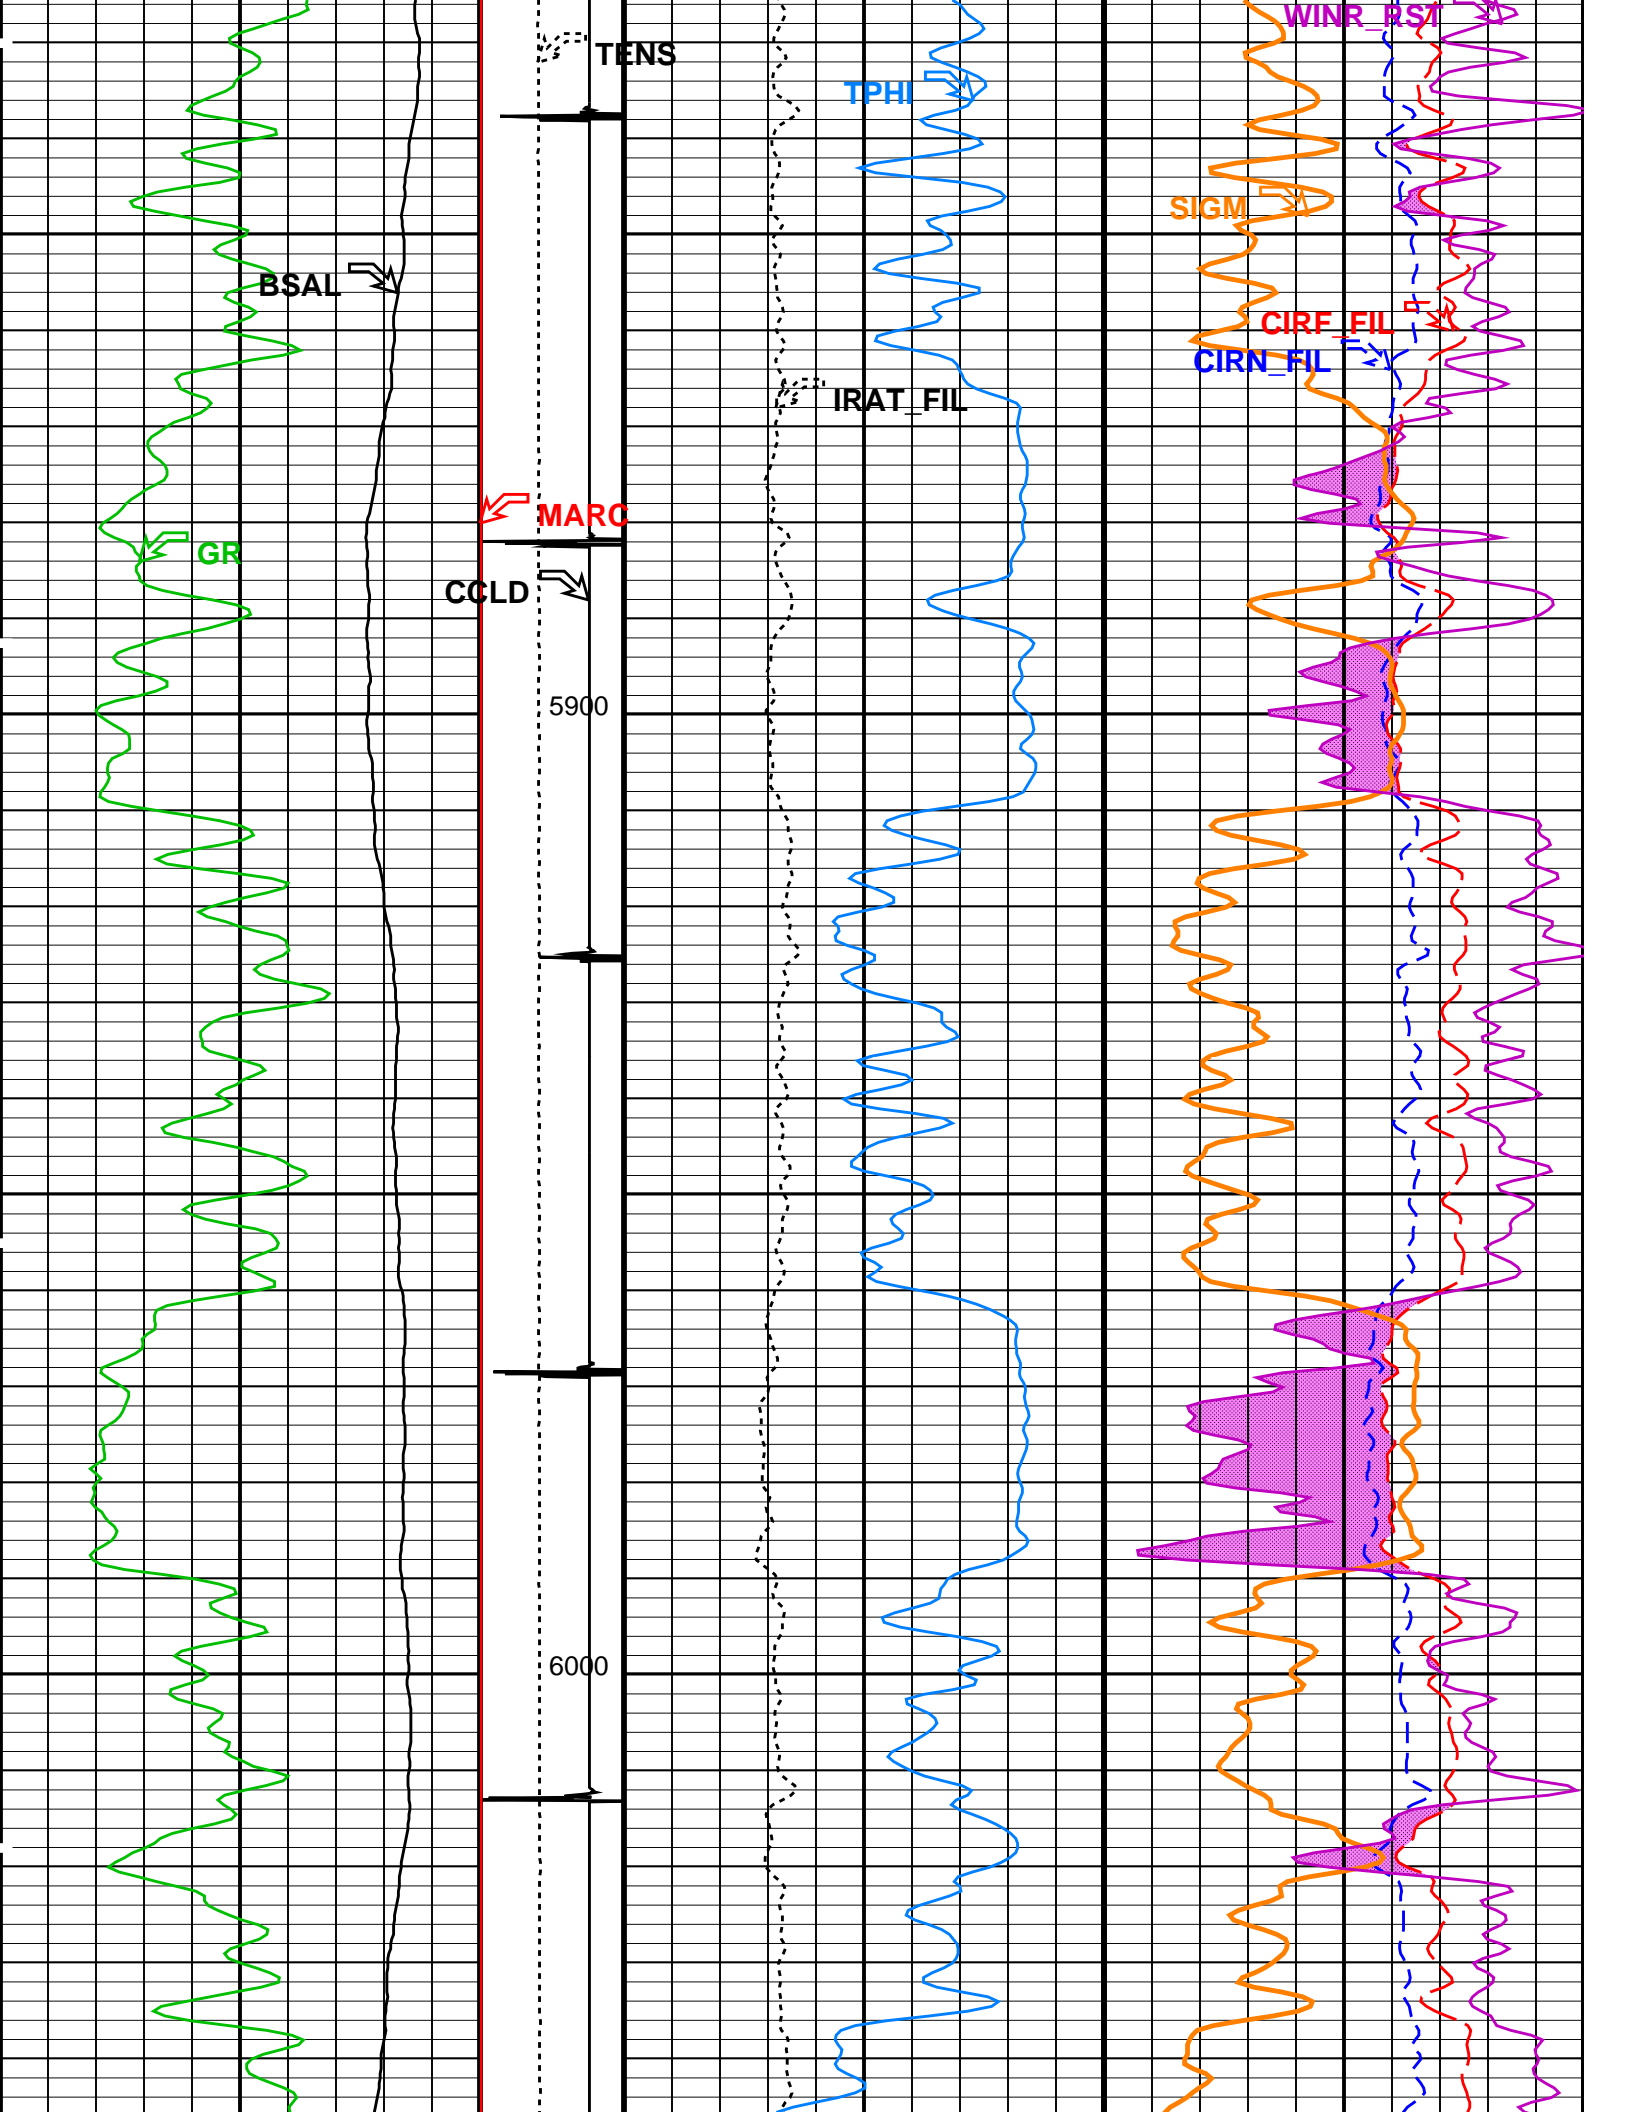 WINR_RST
TENS
TPHI
SIGM
BSAL
CIRF_FIL
CIRN_FIL
IRAT_FIL
MARC
GR
CCLD
5900
6000